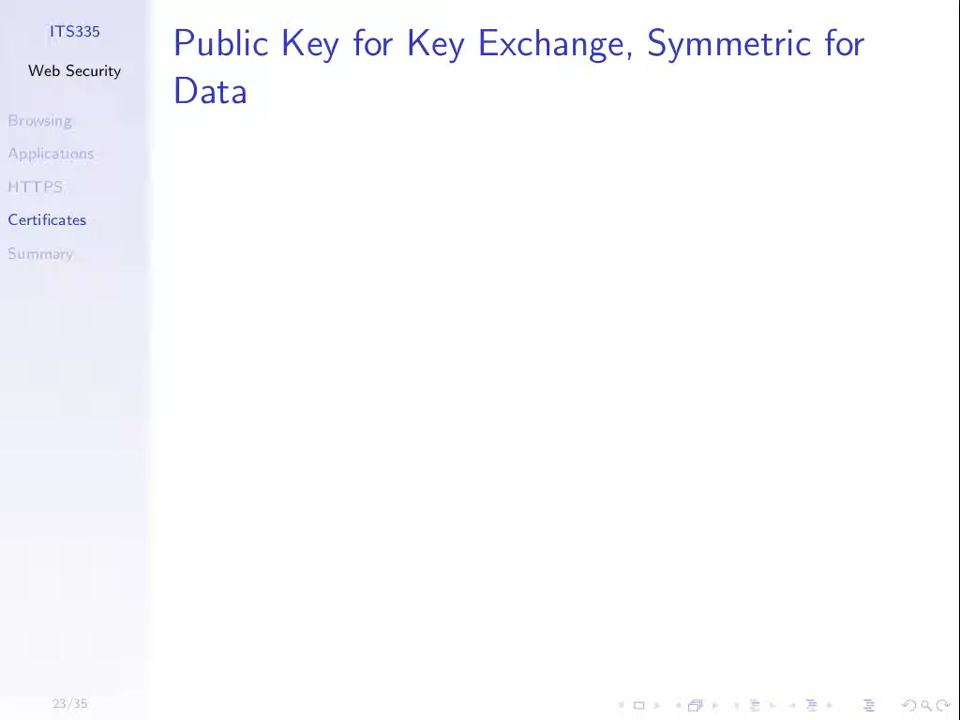 ITS335
Web Security
Browsing
Applications
HTTPS
Certificates
Summary
23/35
Public Key for Key Exchange, Symmetric for
Data